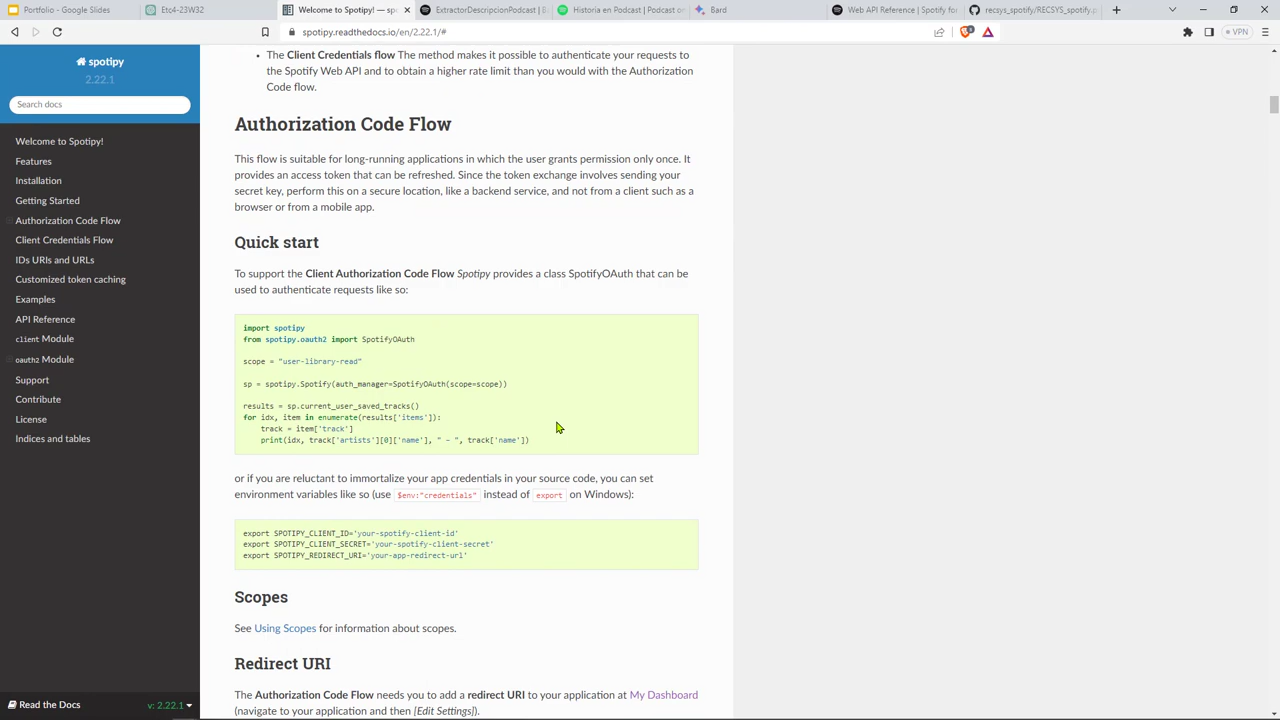 Portfolio - Google Slides
Etc4-23W32
Welcome to Spotipy! — spo
ExtractorDescripcionPodcast | B
Historia en Podcast | Podcast on
Bard
Web API Reference | Spotify for
recsys_spotify/RECSYS_spotify.p
spotipy.readthedocs.io/en/2.22.1/#
VPN
spotipy
2.22.1
Search docs
Welcome to Spotipy!
Features
Installation
Getting Started
Authorization Code Flow
Client Credentials Flow
IDs URIs and URLs
Customized token caching
Examples
API Reference
client Module
oauth2 Module
Support
Contribute
License
Indices and tables
Read the Docs
v: 2.22.1
• The Client Credentials flow The method makes it possible to authenticate your requests
to the Spotify Web API and to obtain a higher rate limit than you would with the Authorization
Code flow.
Authorization Code Flow
This flow is suitable for long-running applications in which the user grants permission only once. It
provides an access token that can be refreshed. Since the token exchange involves sending your
secret key, perform this on a secure location, like a backend service, and not from a client such as a
browser or from a mobile app.
Quick start
To support the Client Authorization Code Flow Spotipy provides a class SpotifyOAuth that can be
used to authenticate requests like so:
import spotipy
from spotipy.oauth2 import SpotifyOAuth
scope = "user-library-read"
sp = spotipy.Spotify(auth_manager=SpotifyOAuth(scope=scope))
results = sp.current_user_saved_tracks()
for idx, item in enumerate(results['items']):
track = item['track']
print(idx, track['artists'][0]['name'], " – ", track['name'])
or if you are reluctant to immortalize your app credentials in your source code, you can set
environment variables like so (use $env:"credentials" instead of export on Windows):
export SPOTIPY_CLIENT_ID='your-spotify-client-id'
export SPOTIPY_CLIENT_SECRET='your-spotify-client-secret'
export SPOTIPY_REDIRECT_URI='your-app-redirect-url'
Scopes
See Using Scopes for information about scopes.
Redirect URI
The Authorization Code Flow needs you to add a redirect URI to your application at My Dashboard
(navigate to your application and then [Edit Settings]).